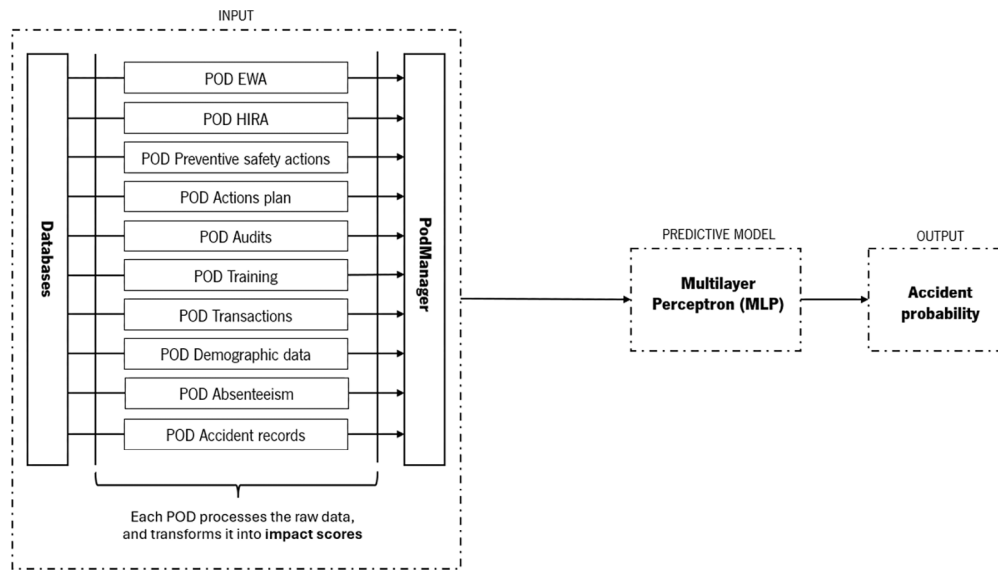 INPUT
Databases
POD EWA
POD HIRA
POD Preventive safety actions
POD Actions plan
POD Audits
POD Training
POD Transactions
POD Demographic data
POD Absenteeism
POD Accident records
PodManager
Each POD processes the raw data,
and transforms it into impact scores
PREDICTIVE MODEL
Multilayer
Perceptron (MLP)
OUTPUT
Accident
probability